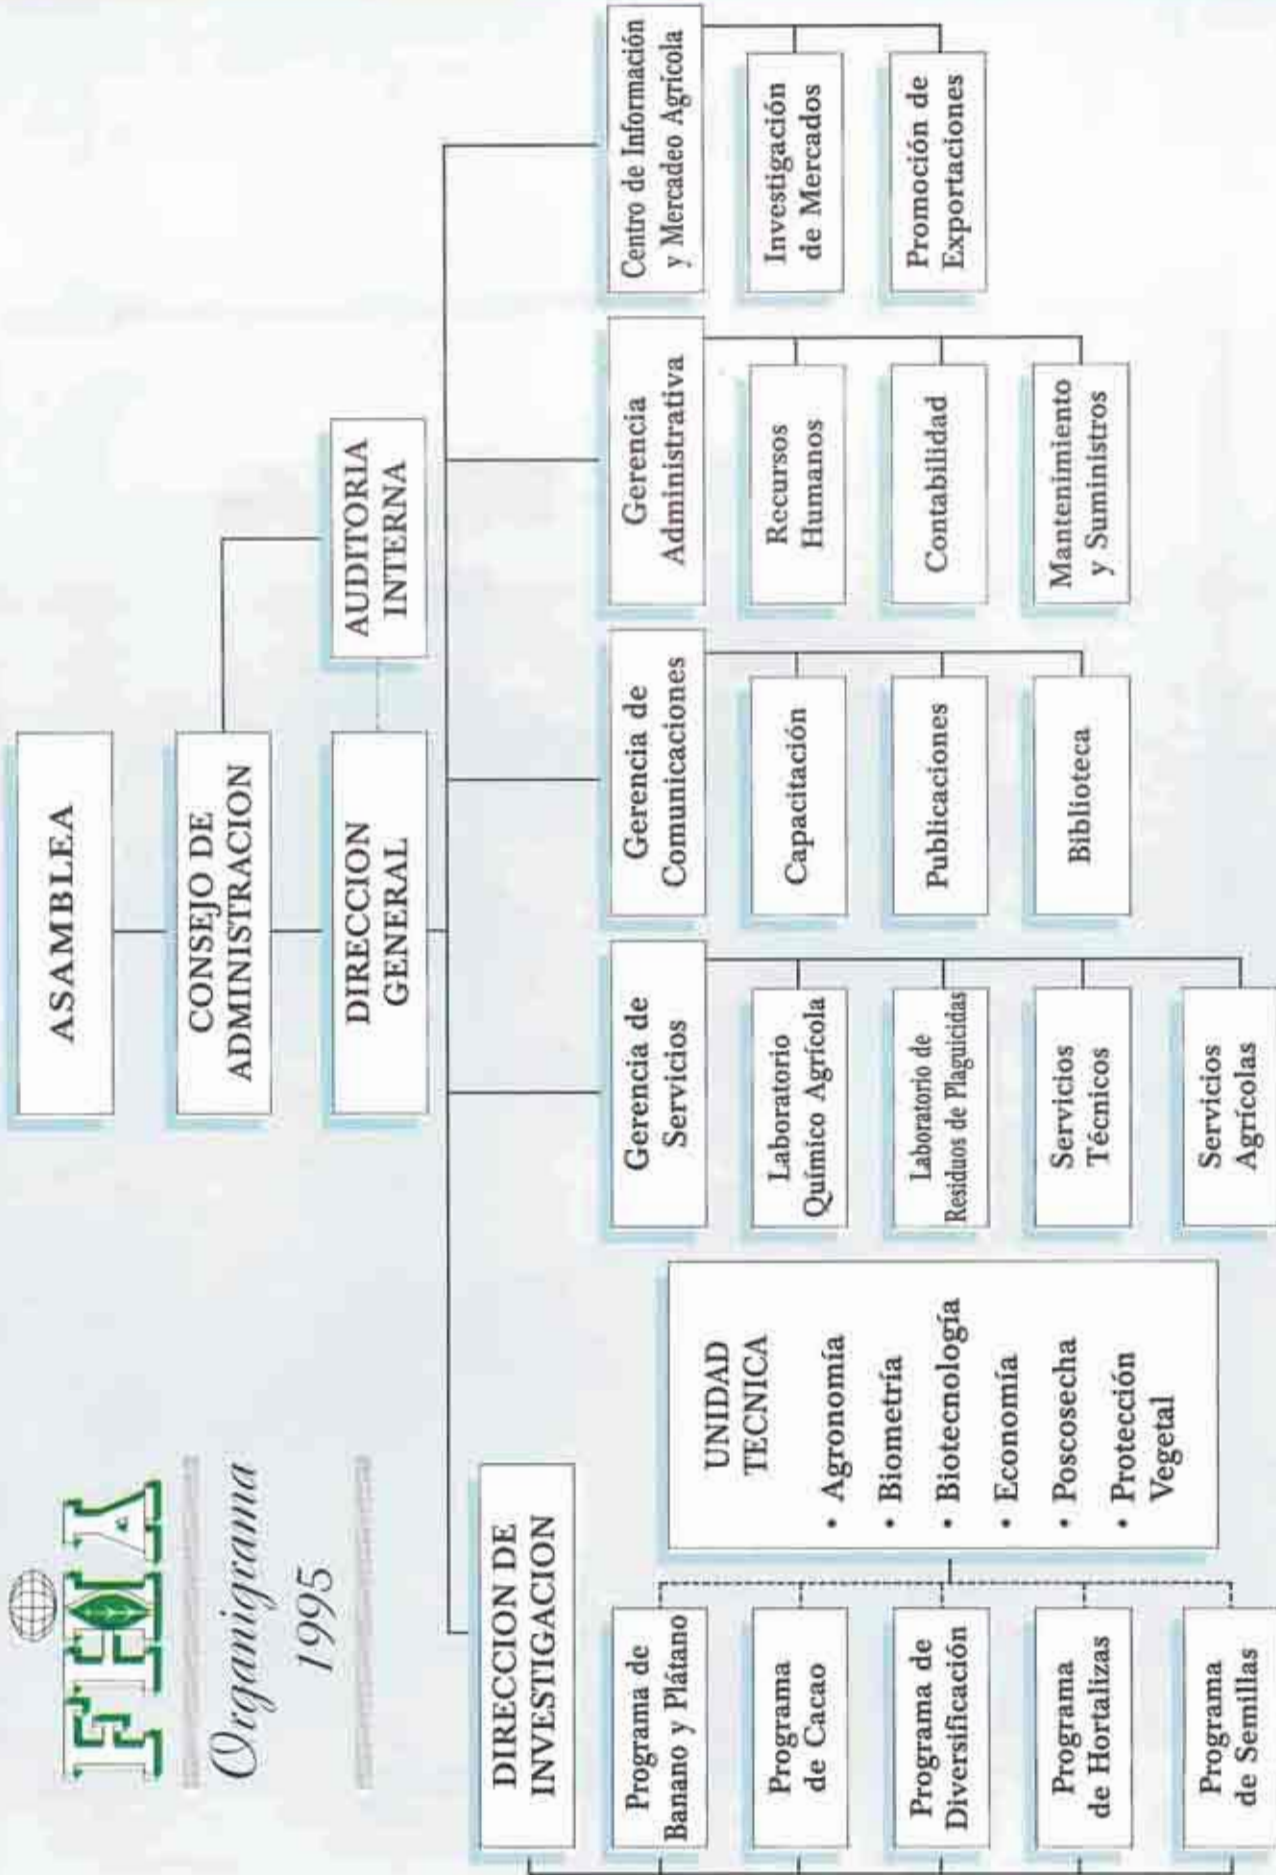 FHIA
Organigrama
1995
ASAMBLEA
CONSEJO DE
ADMINISTRACION
DIRECCION
GENERAL
AUDITORIA
INTERNA
DIRECCION DE
INVESTIGACION
Programa de
Banano y Plátano
Programa
de Cacao
Programa de
Diversificación
Programa
de Hortalizas
Programa
de Semillas
UNIDAD
TECNICA
• Agronomía
• Biometría
• Biotecnología
• Economía
• Poscosecha
• Protección
Vegetal
Gerencia de
Servicios
Laboratorio
Químico Agrícola
Laboratorio de
Residuos de Plaguicidas
Servicios
Técnicos
Servicios
Agrícolas
Gerencia de
Comunicaciones
Capacitación
Publicaciones
Biblioteca
Gerencia
Administrativa
Recursos
Humanos
Contabilidad
Mantenimiento
y Suministros
Centro de Información
y Mercadeo Agrícola
Investigación
de Mercados
Promoción de
Exportaciones